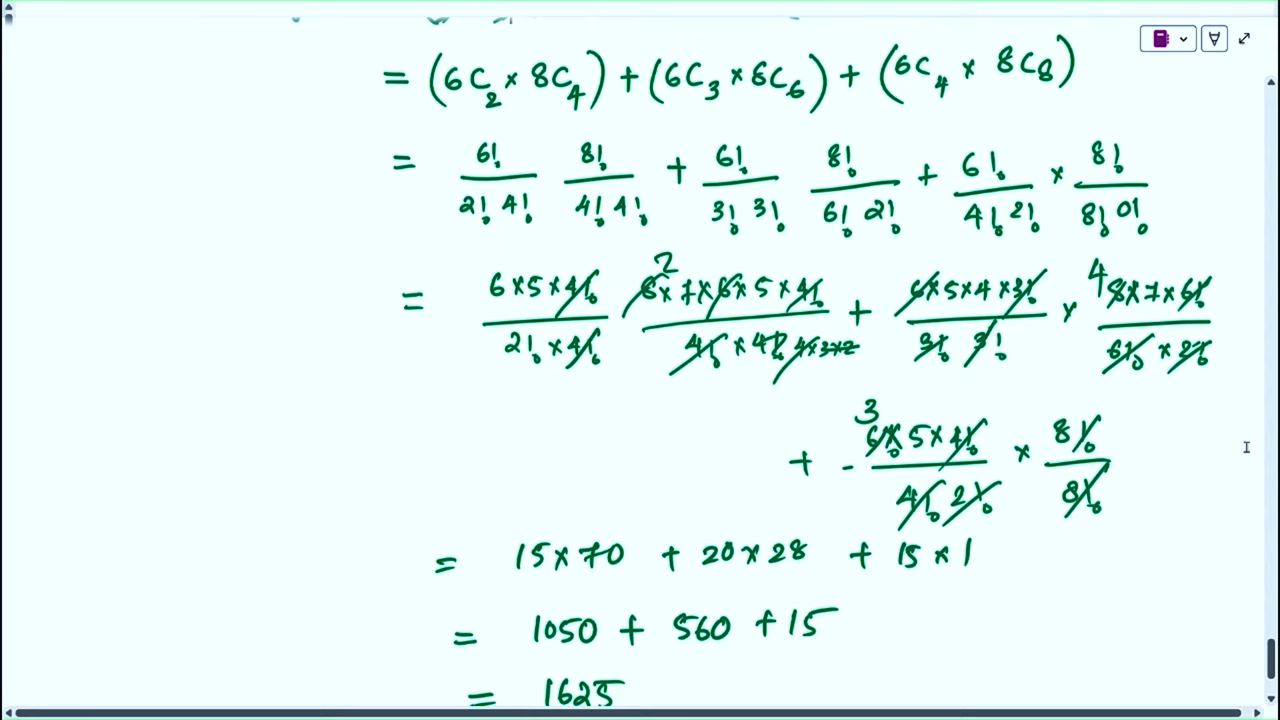 = (6C₂ × 8C₄) + (6C₃ × 8C₆) + (6C₄ × 8C₈)
= 6!/(2! 4!) 8!/(4! 4!) + 6!/(3! 3!) 8!/(6! 2!) + 6!/(4! 2!) × 8!/(8! 0!)
= (6×5×4!)/(2!×4!) (8×7×6×5×4!)/(4!×4! 4×3×2) 2 + (6×5×4×3!)/(3! 3!) × 4 (8×7×6!)/(6!×2!)
+ - 3 (6×5×4!)/(4! 2!) × 8!/8!
= 15×70 + 20×28 + 15×1
= 1050 + 560 + 15
= 1625